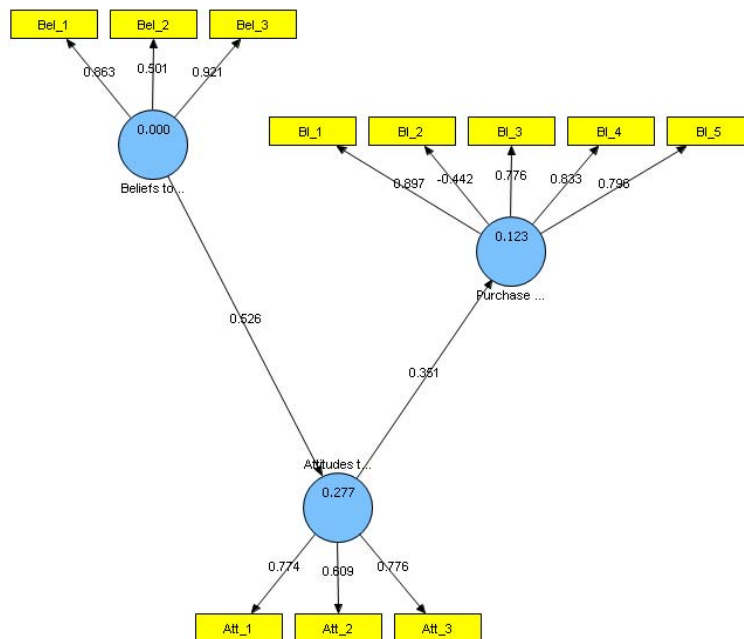 Bel_1
Bel_2
Bel_3
0.863
0.501
0.921
0.000
Beliefs to...
BI_1
BI_2
BI_3
BI_4
BI_5
0.897
-0.442
0.776
0.833
0.796
0.123
Purchase ...
0.526
0.351
Attitudes t...
0.277
0.774
0.609
0.776
Att_1
Att_2
Att_3